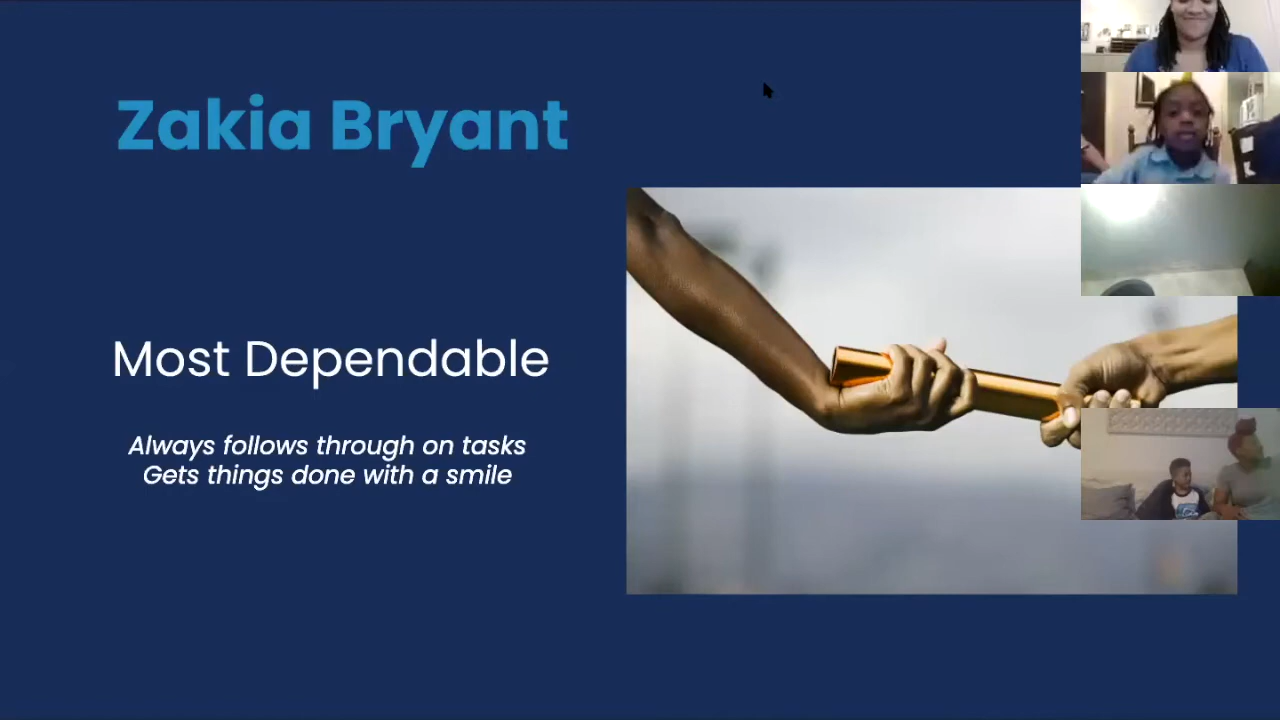 Zakia Bryant
Most Dependable
Always follows through on tasks
Gets things done with a smile